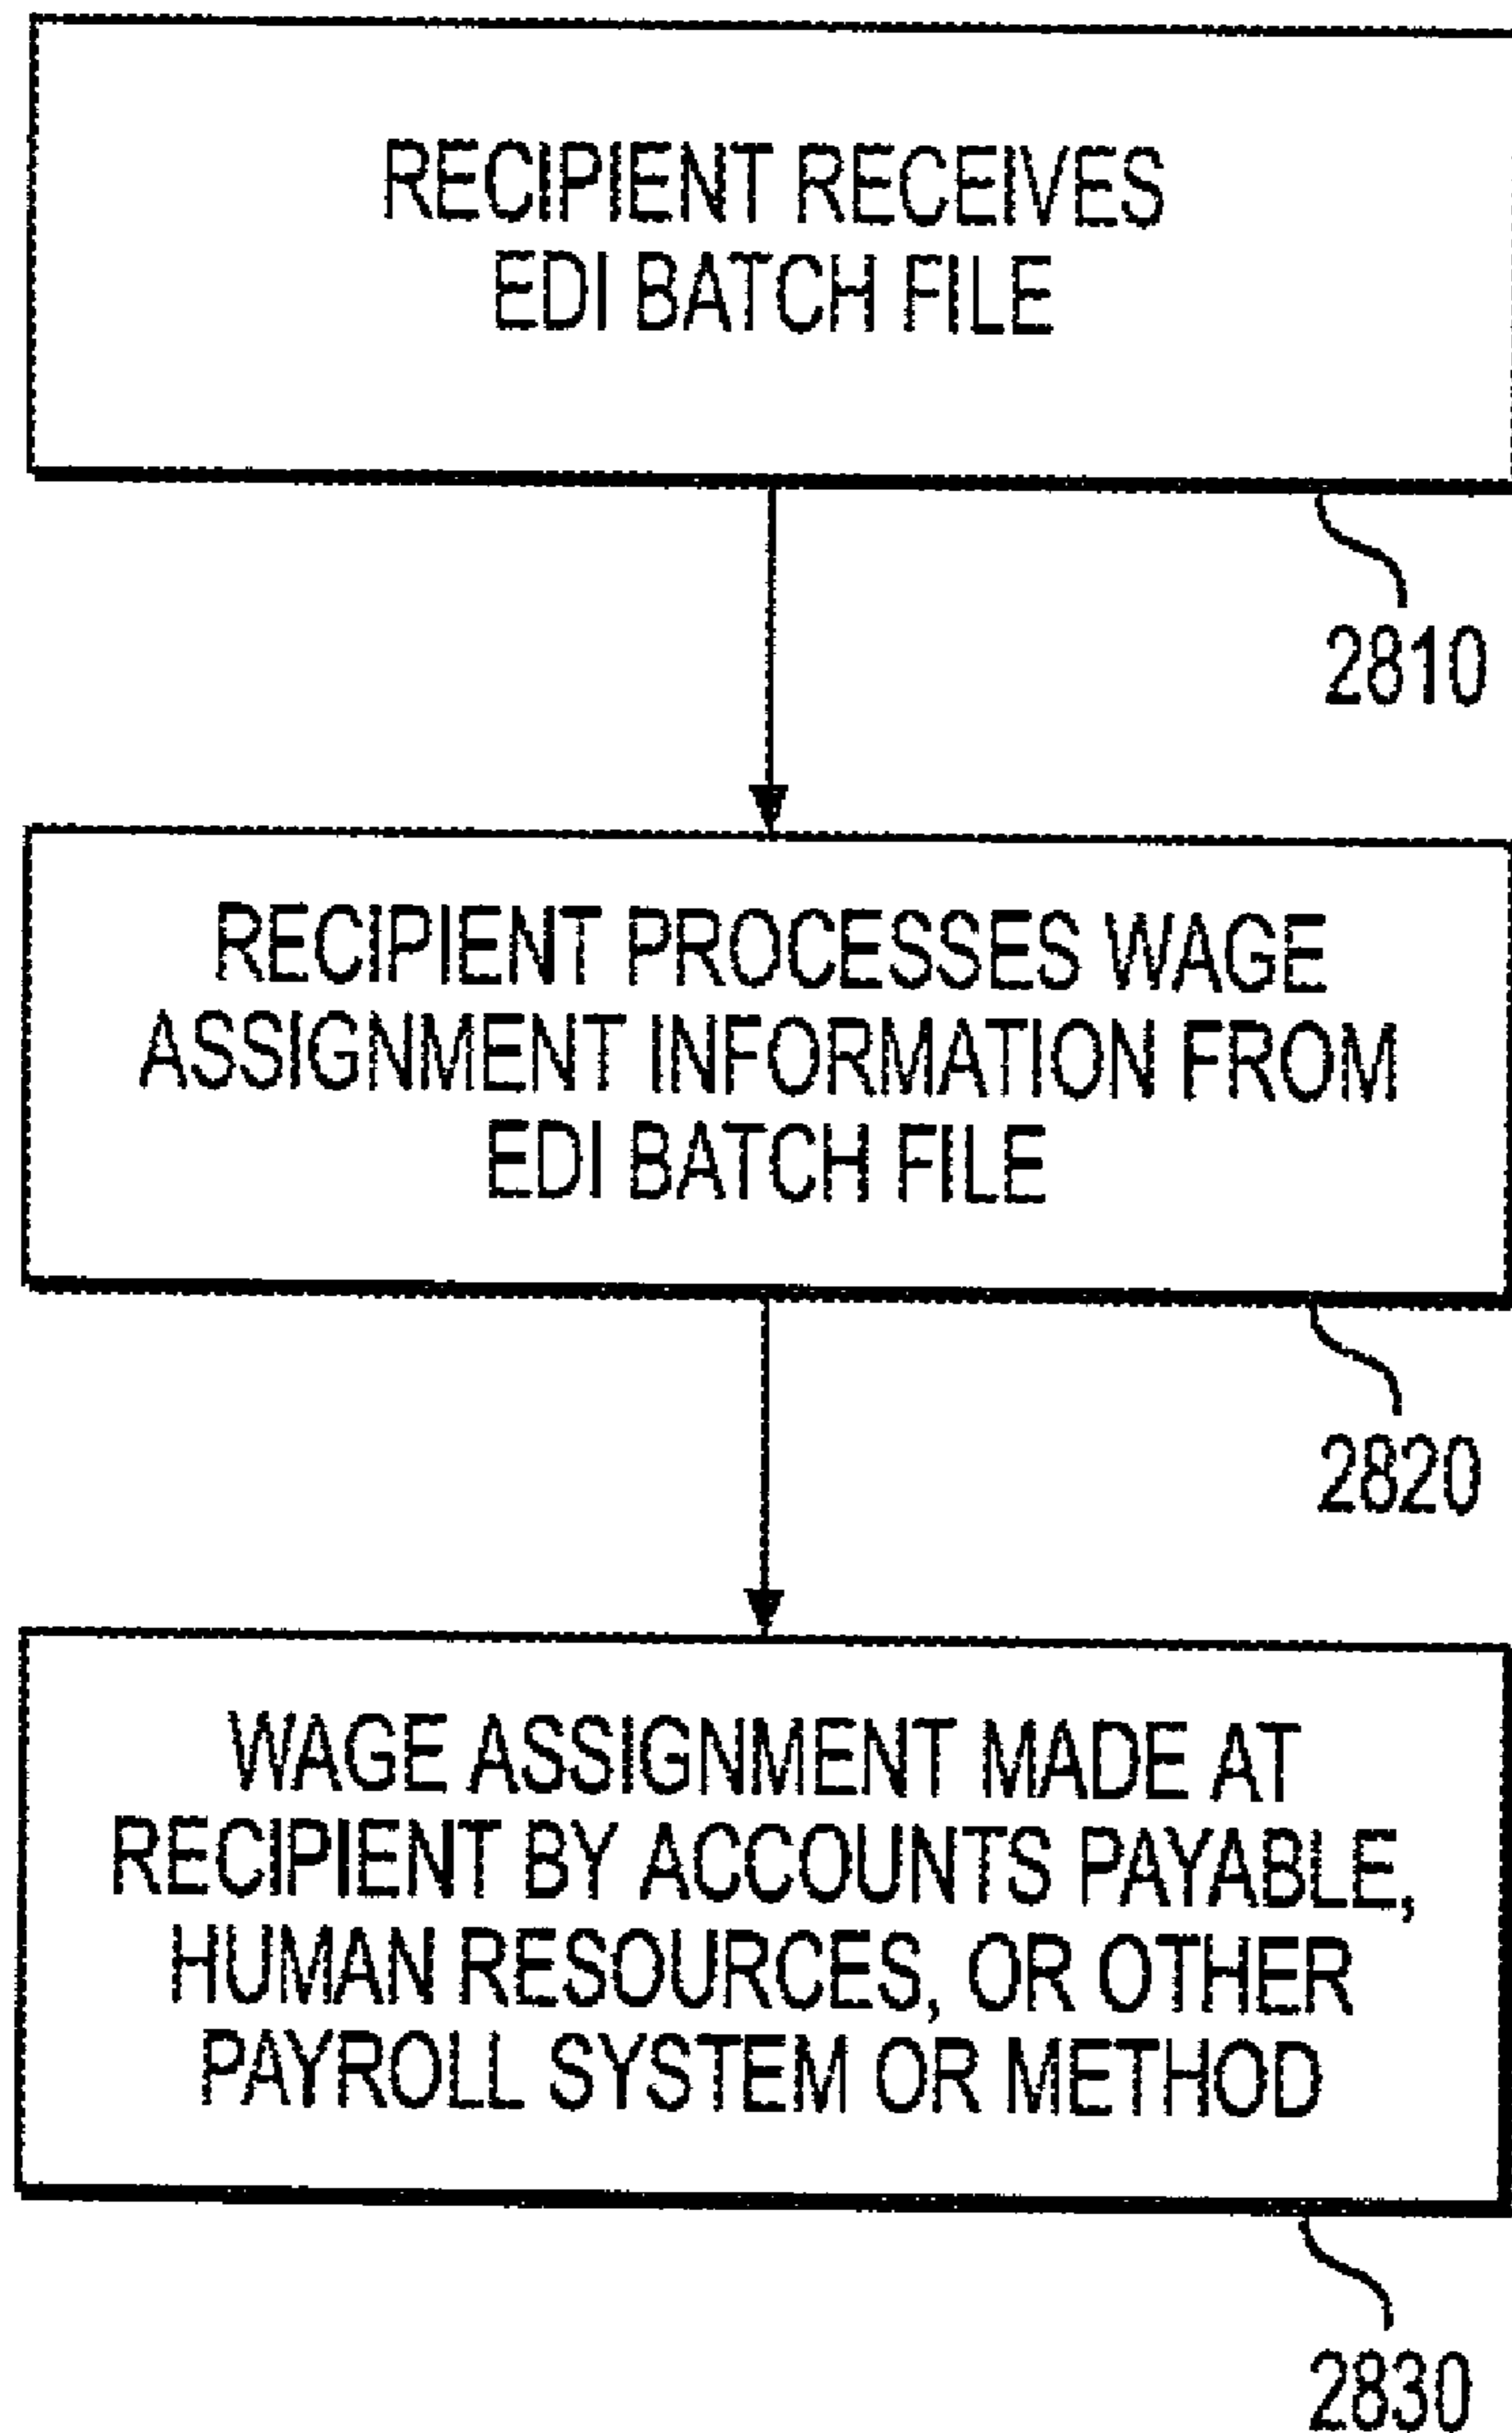 RECIPIENT RECEIVES
EDI BATCH FILE
2810
RECIPIENT PROCESSES WAGE
ASSIGNMENT INFORMATION FROM
EDI BATCH FILE
2820
WAGE ASSIGNMENT MADE AT
RECIPIENT BY ACCOUNTS PAYABLE,
HUMAN RESOURCES, OR OTHER
PAYROLL SYSTEM OR METHOD
2830